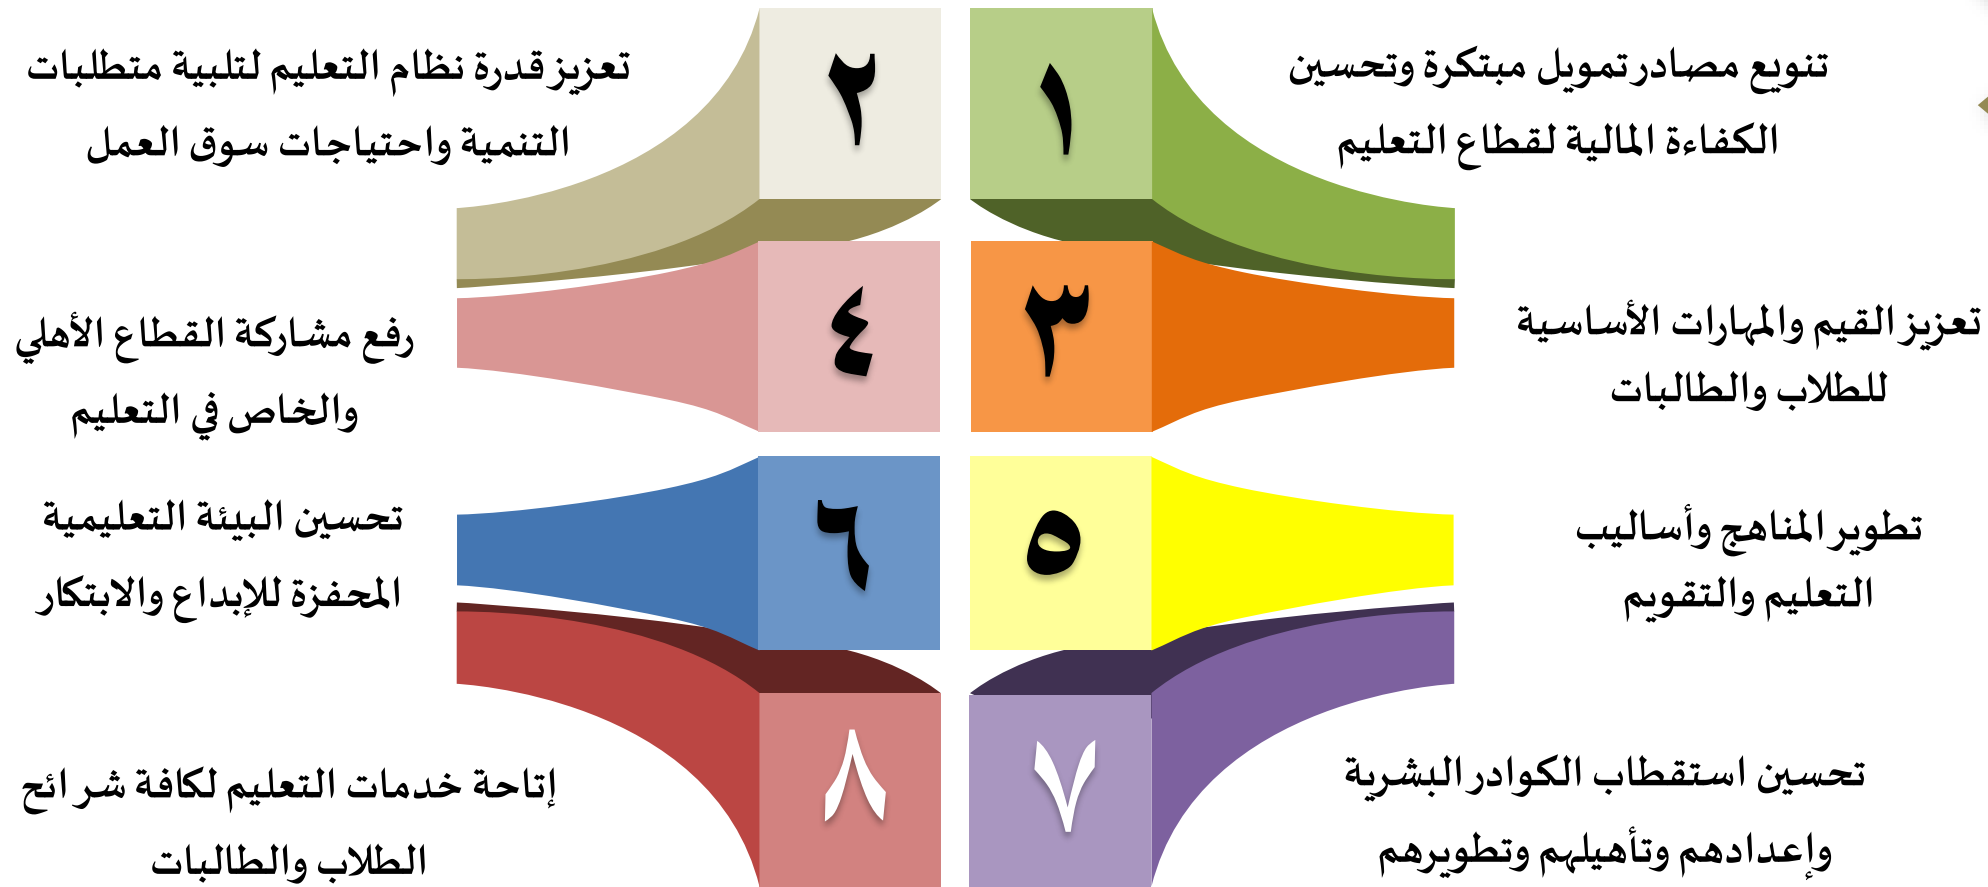 ١
تنويع مصادر تمويل مبتكرة وتحسين
الكفاءة المالية لقطاع التعليم
٢
تعزيز قدرة نظام التعليم لتلبية متطلبات
التنمية واحتياجات سوق العمل
٣
تعزيز القيم والمهارات الأساسية
للطلاب والطالبات
٤
رفع مشاركة القطاع الأهلي
والخاص في التعليم
٥
تطوير المناهج وأساليب
التعليم والتقويم
٦
تحسين البيئة التعليمية
المحفزة للإبداع والابتكار
٧
تحسين استقطاب الكوادر البشرية
وإعدادهم وتأهيلهم وتطويرهم
٨
إتاحة خدمات التعليم لكافة شرائح
الطلاب والطالبات